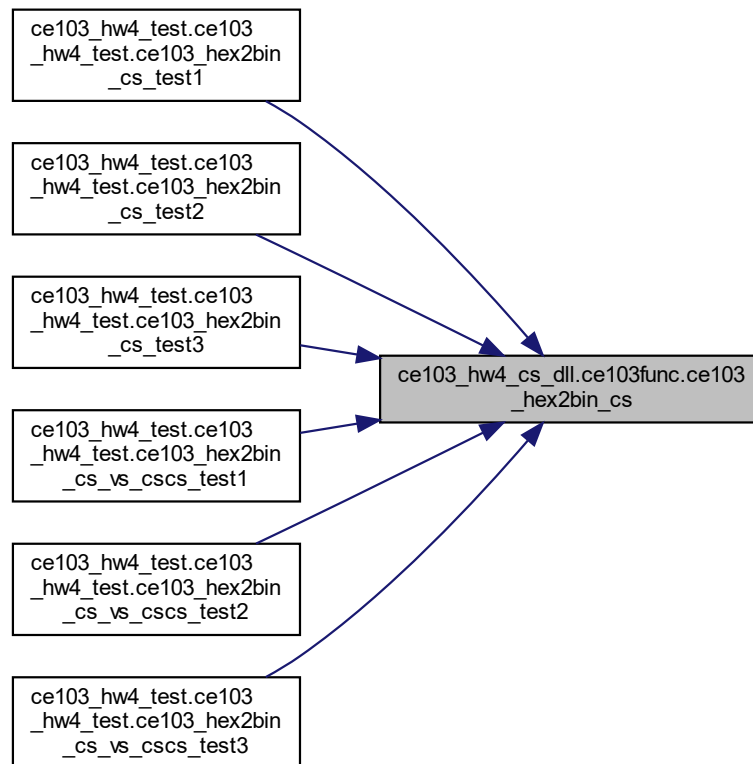 ce103_hw4_test.ce103
_hw4_test.ce103_hex2bin
_cs_test1
ce103_hw4_test.ce103
_hw4_test.ce103_hex2bin
_cs_test2
ce103_hw4_test.ce103
_hw4_test.ce103_hex2bin
_cs_test3
ce103_hw4_cs_dll.ce103func.ce103
_hex2bin_cs
ce103_hw4_test.ce103
_hw4_test.ce103_hex2bin
_cs_vs_cscs_test1
ce103_hw4_test.ce103
_hw4_test.ce103_hex2bin
_cs_vs_cscs_test2
ce103_hw4_test.ce103
_hw4_test.ce103_hex2bin
_cs_vs_cscs_test3